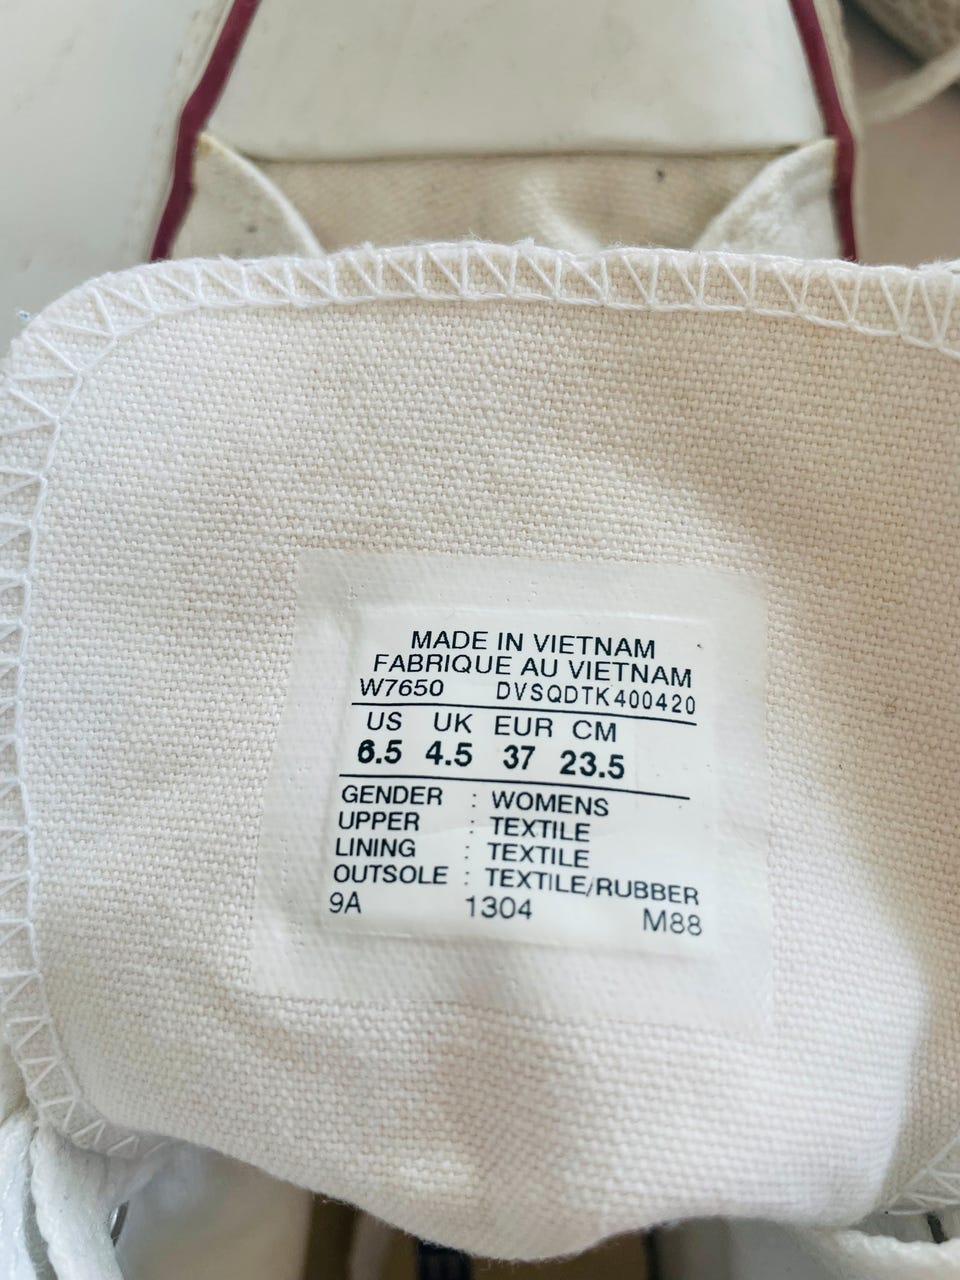 MADE IN VIETNAM
FABRIQUE AU VIETNAM
W7650 DVSQDTK400420
US UK EUR CM
6.5 4.5 37 23.5
GENDER : WOMENS
UPPER : TEXTILE
LINING : TEXTILE
OUTSOLE : TEXTILE/RUBBER
9A 1304 M88